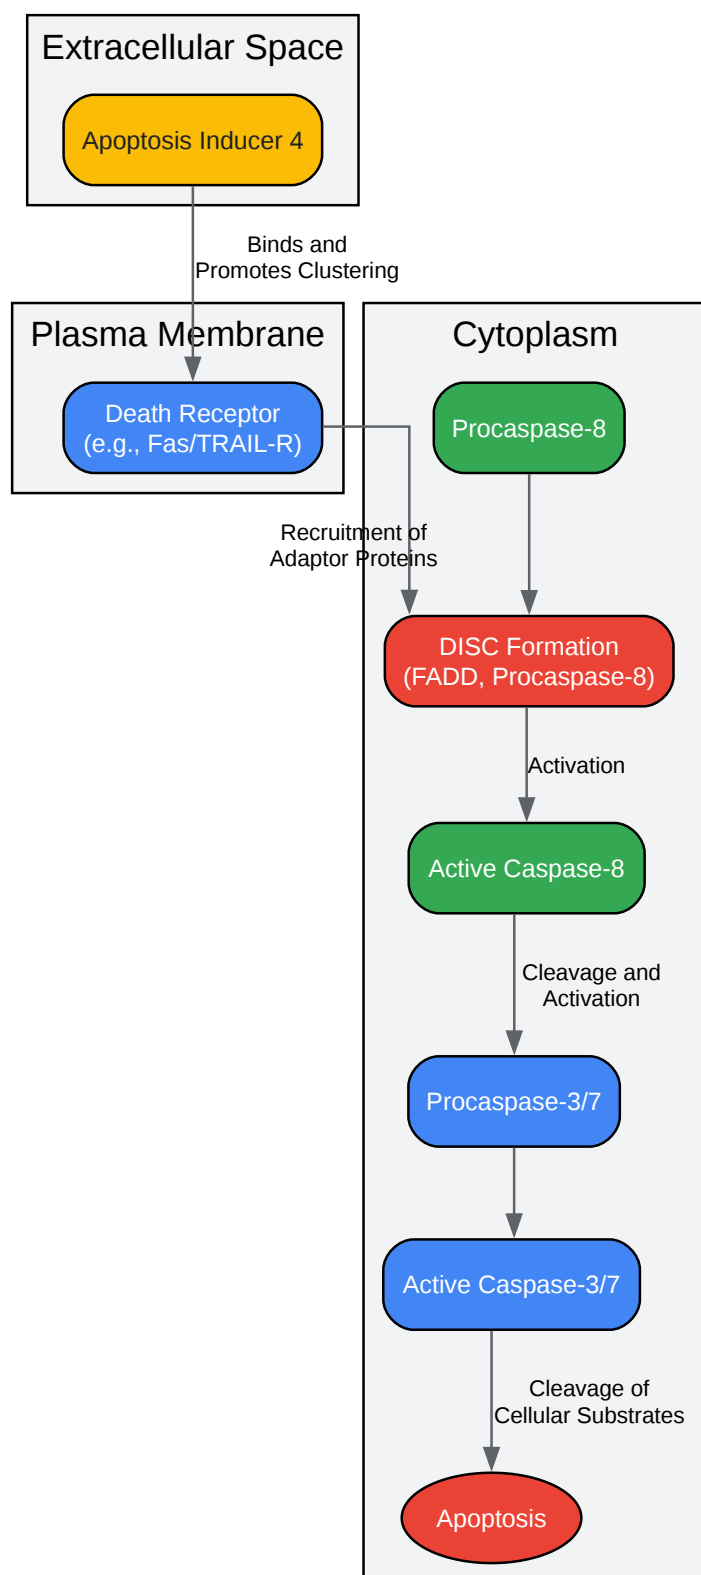 Extracellular Space
Apoptosis Inducer 4
Binds and
Promotes Clustering
Plasma Membrane
Death Receptor
(e.g., Fas/TRAIL-R)
Cytoplasm
Procaspase-8
Recruitment of
Adaptor Proteins
DISC Formation
(FADD, Procaspase-8)
Activation
Active Caspase-8
Cleavage and
Activation
Procaspase-3/7
Active Caspase-3/7
Cleavage of
Cellular Substrates
Apoptosis